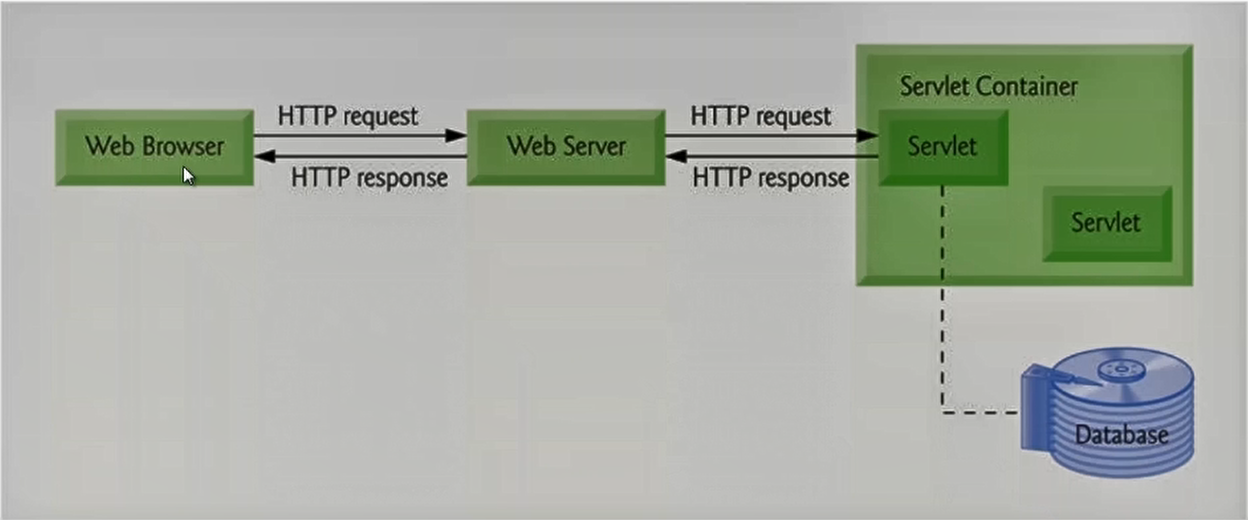 Servlet Container
HTTP request
HTTP request
Web Browser
Web Server
Servlet
HTTP response
HTTP response
Servlet
Database